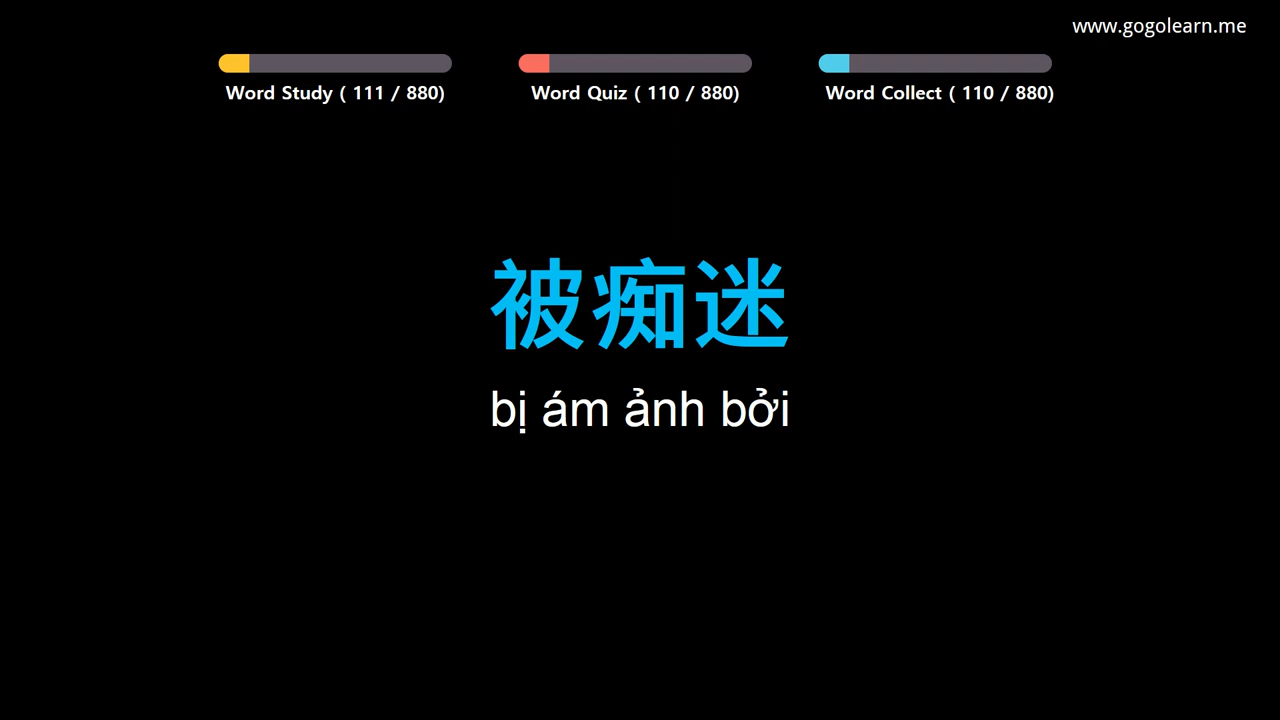 www.gogolearn.me
Word Study ( 111 / 880)
Word Quiz ( 110 / 880)
Word Collect ( 110 / 880)
被痴迷
bị ám ảnh bởi